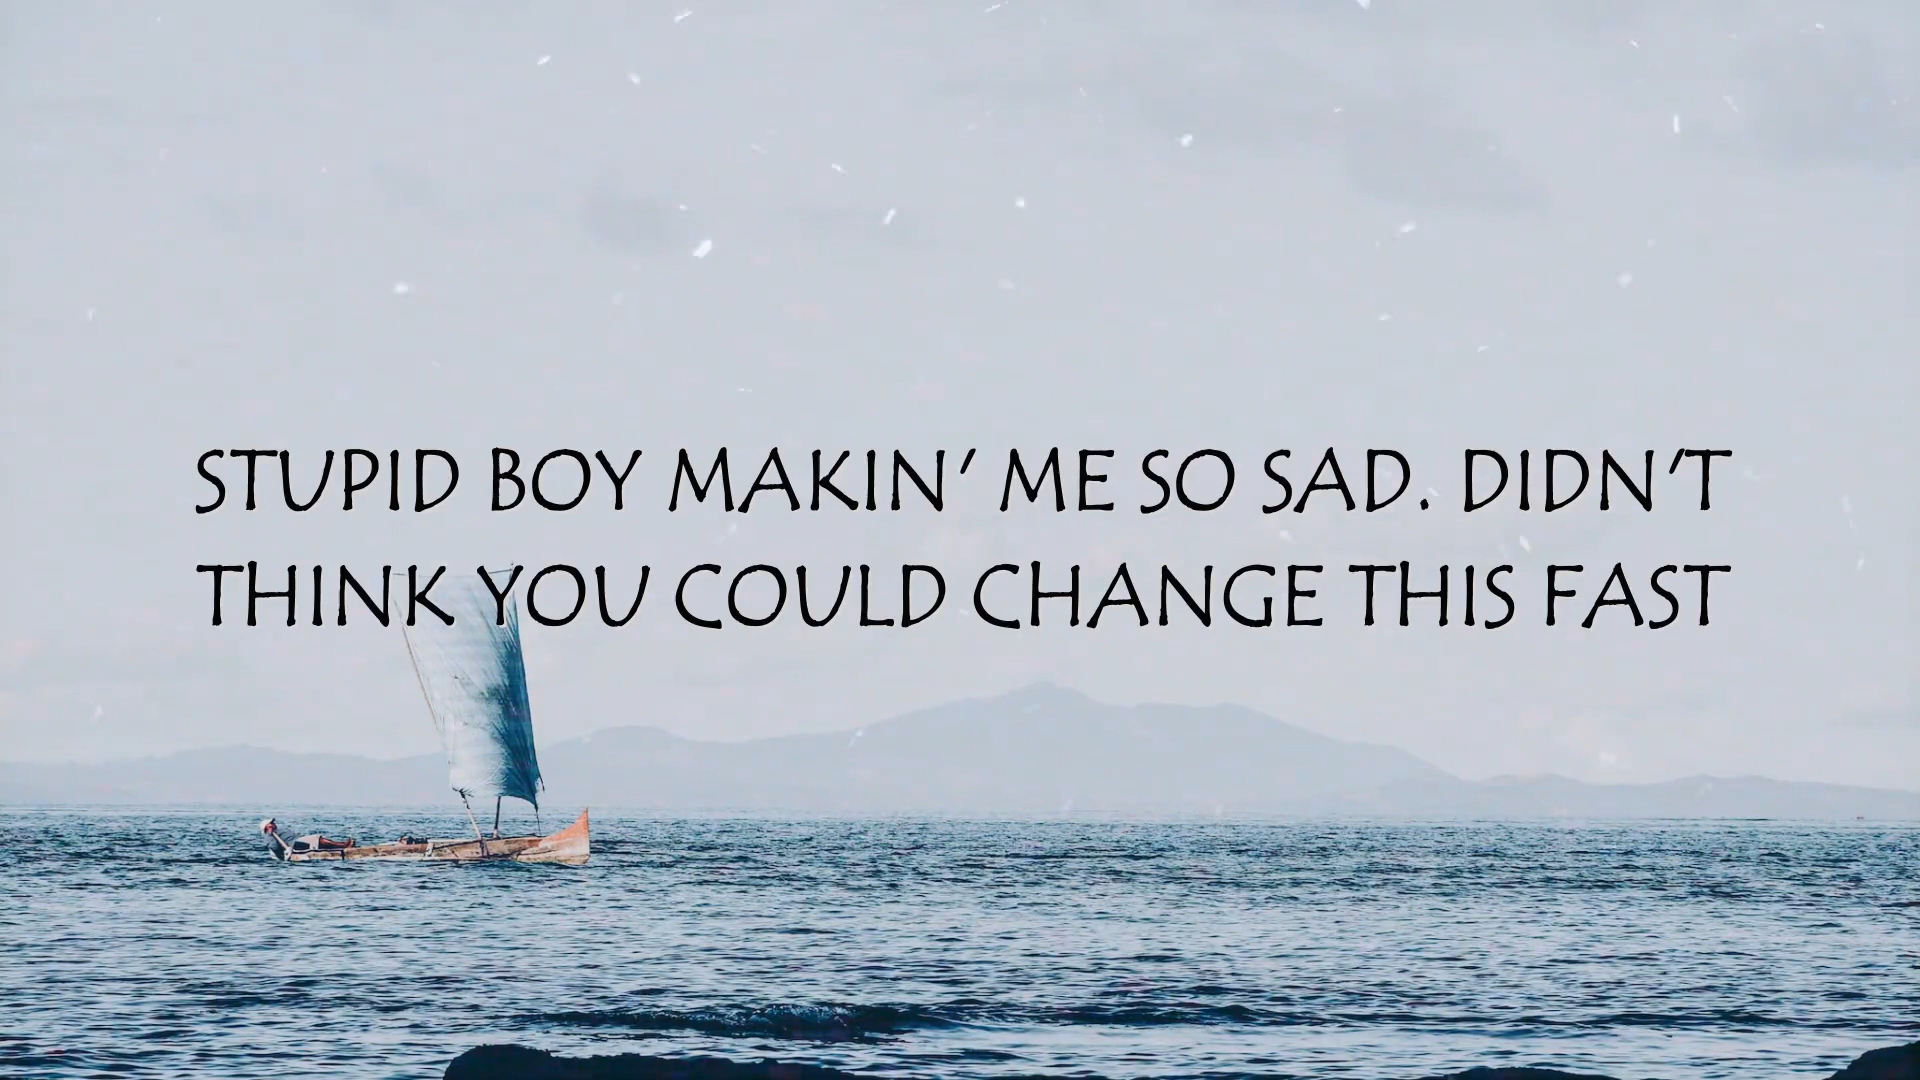 STUPID BOY MAKIN’ ME SO SAD. DIDN’T
THINK YOU COULD CHANGE THIS FAST